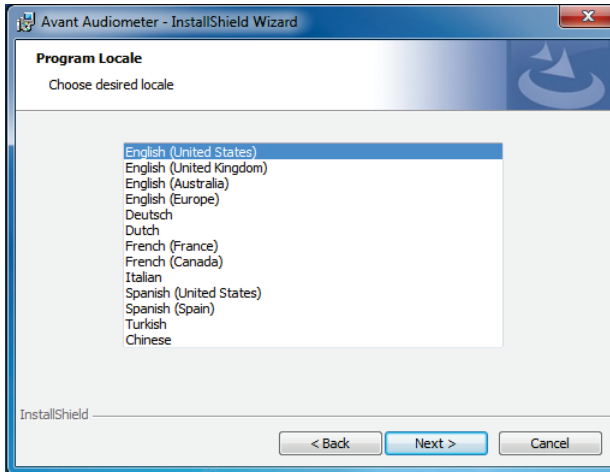 Avant Audiometer - InstallShield Wizard
Program Locale
Choose desired locale
English (United States)
English (United Kingdom)
English (Australia)
English (Europe)
Deutsch
Dutch
French (France)
French (Canada)
Italian
Spanish (United States)
Spanish (Spain)
Turkish
Chinese
InstallShield
< Back Next > Cancel